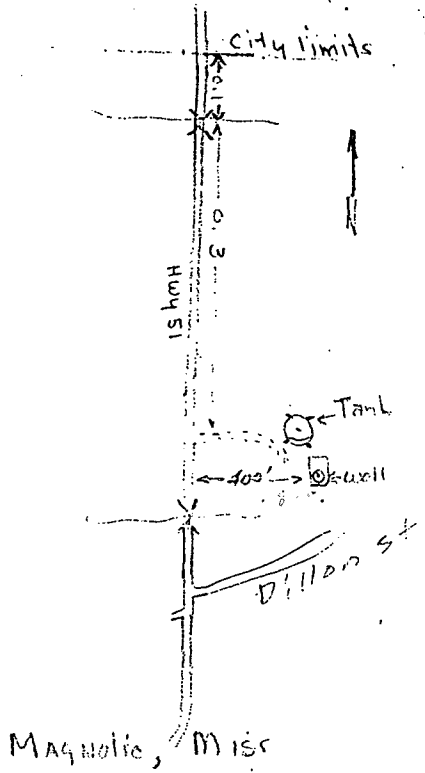 City limits
0.1
N
0.3
Hwy 51
Tank
400'
well
Dillon St
Magnolia, Miss